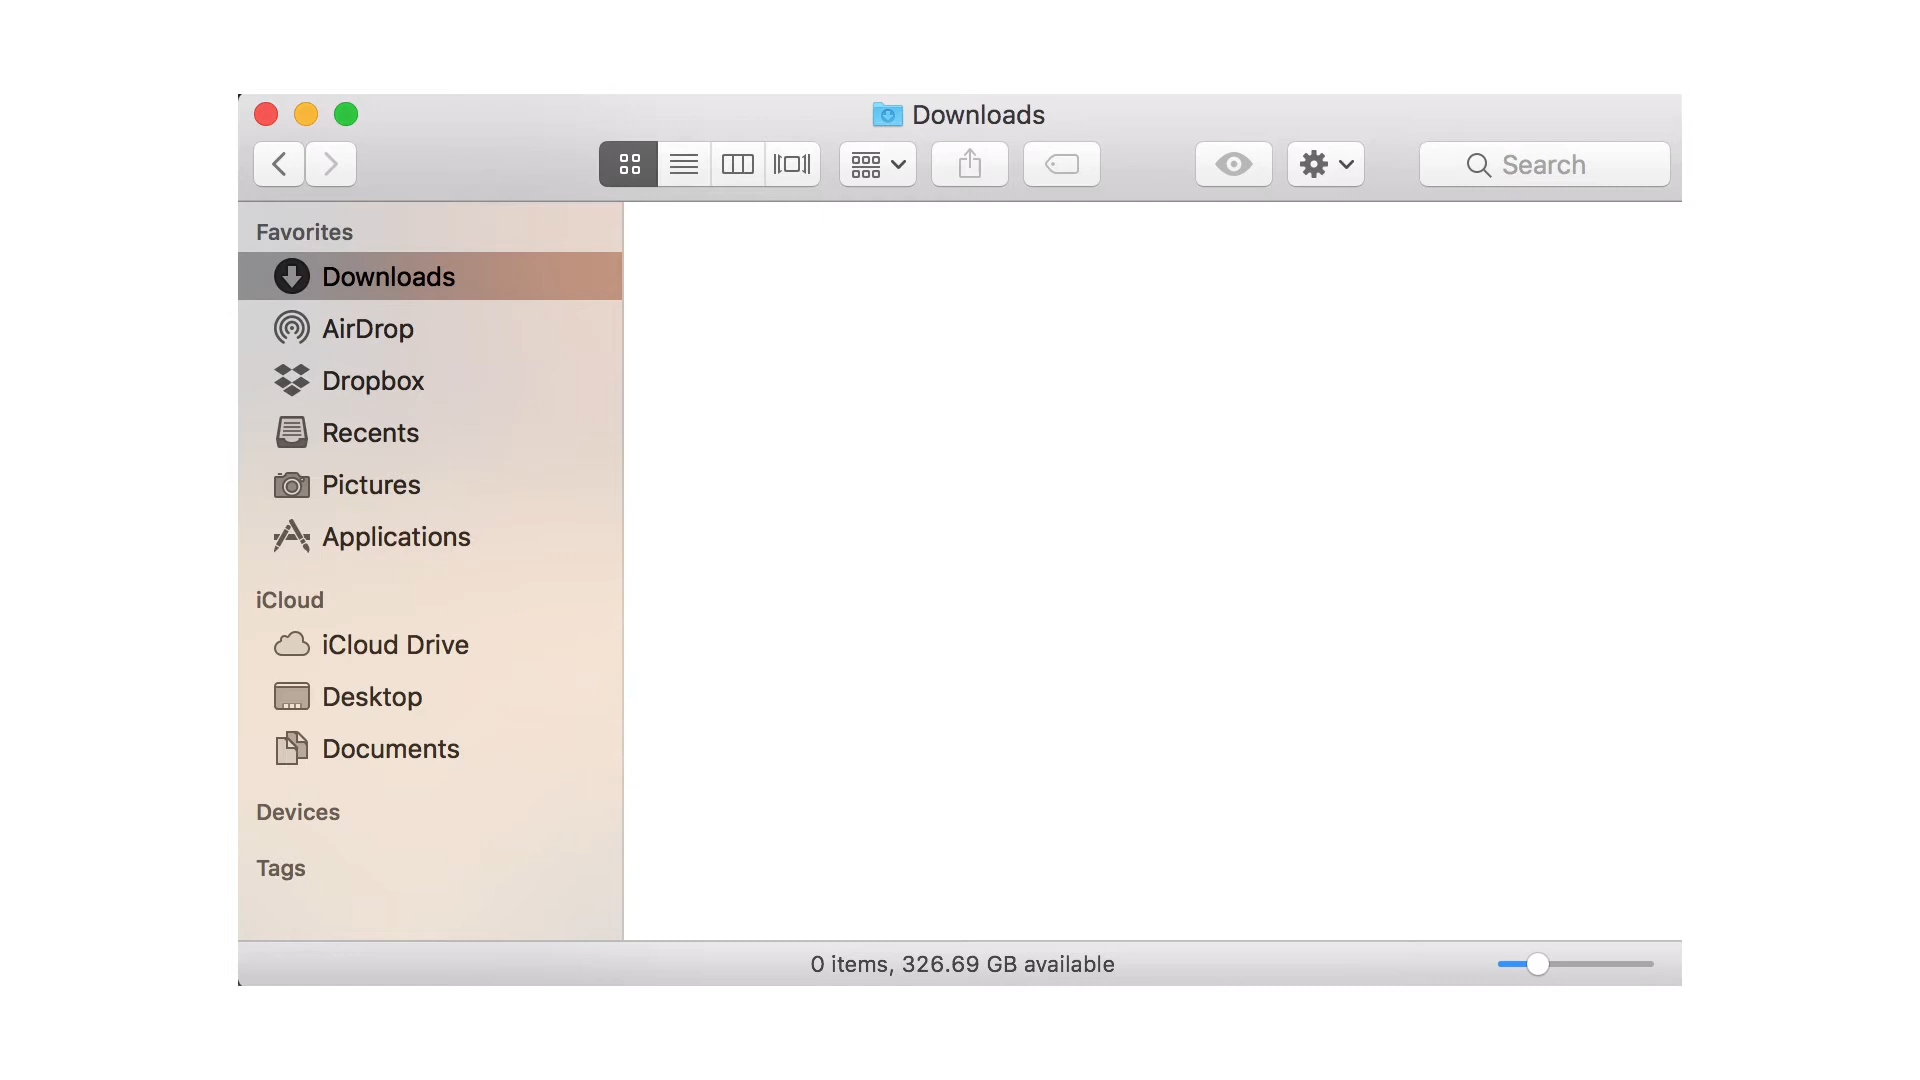 Downloads
Search
Favorites
Downloads
AirDrop
Dropbox
Recents
Pictures
Applications
iCloud
iCloud Drive
Desktop
Documents
Devices
Tags
0 items, 326.69 GB available